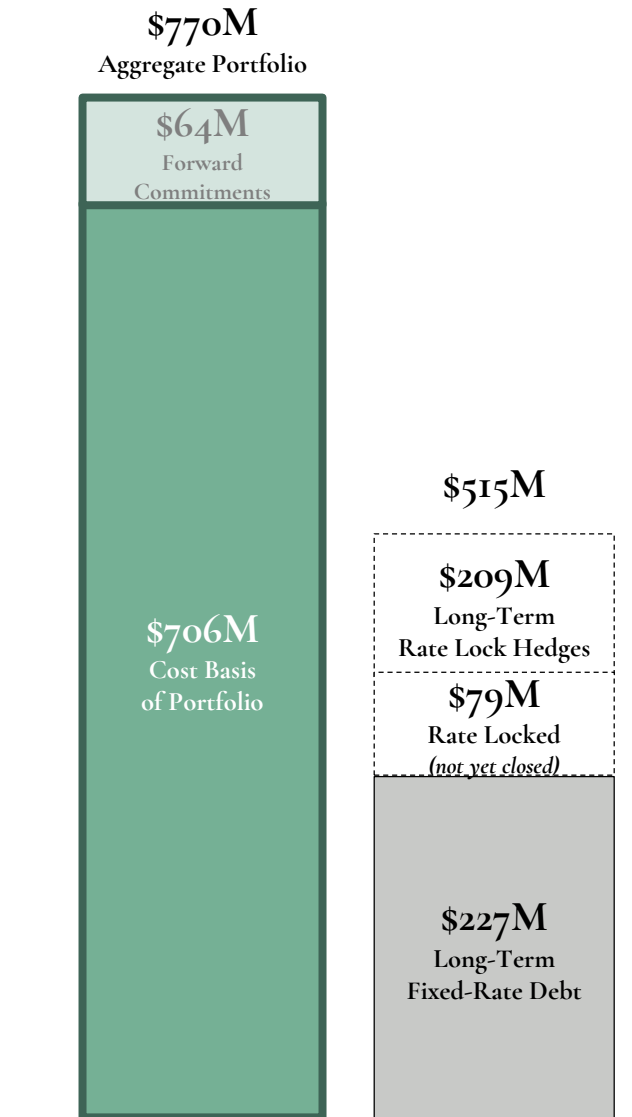 $770M
Aggregate Portfolio
$64M
Forward
Commitments
$706M
Cost Basis
of Portfolio
$515M
$209M
Long-Term
Rate Lock Hedges
$79M
Rate Locked
(not yet closed)
$227M
Long-Term
Fixed-Rate Debt